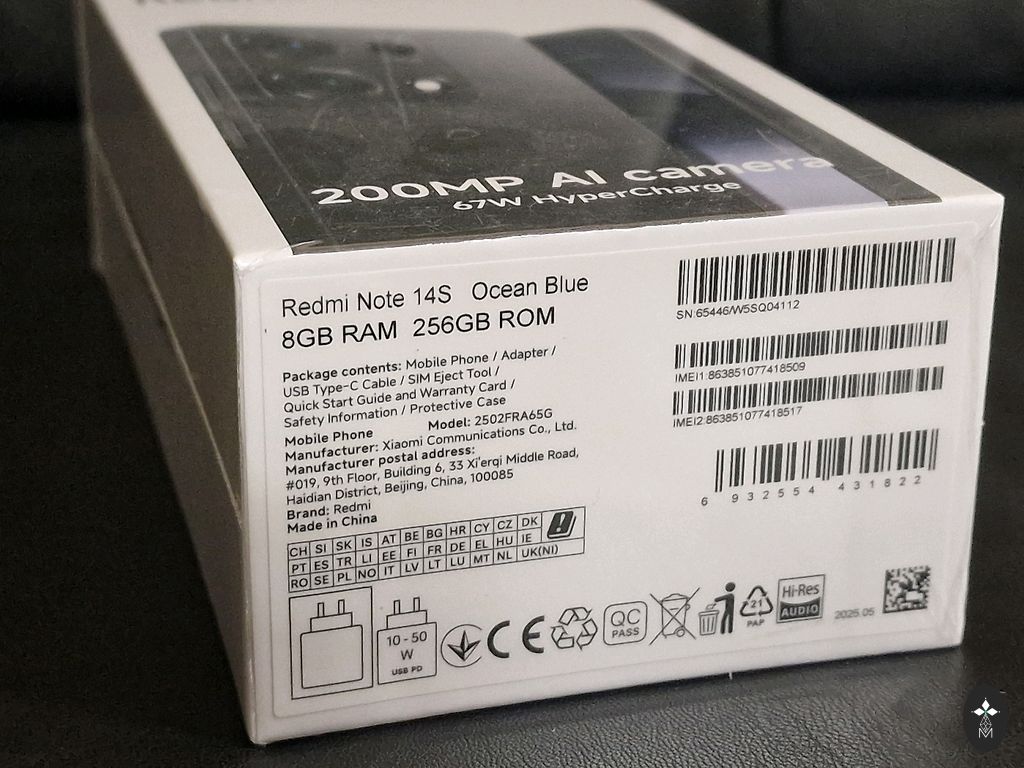 200MP AI camera
67W HyperCharge
Redmi Note 14S Ocean Blue
8GB RAM 256GB ROM
Package contents: Mobile Phone / Adapter /
USB Type-C Cable / SIM Eject Tool /
Quick Start Guide and Warranty Card /
Safety Information / Protective Case
Mobile Phone Model: 2502FRA65G
Manufacturer: Xiaomi Communications Co., Ltd.
Manufacturer postal address:
#019, 9th Floor, Building 6, 33 Xi'erqi Middle Road,
Haidian District, Beijing, China, 100085
Brand: Redmi
Made in China
CH SI SK IS AT BE BG HR CY CZ DK
PT ES TR LI EE FI FR DE EL HU IE
RO SE PL NO IT LV LT LU MT NL UK(NI)
SN:65446/W5SQ04112
IMEI1:863851077418509
IMEI2:863851077418517
6 932554 431822
10 - 50
W
USB PD
CE
QC
PASS
21
PAP
Hi-Res
AUDIO
2025.05
M